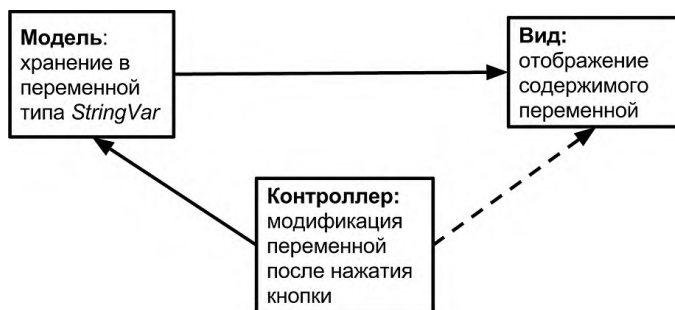 Модель:
хранение в
переменной
типа StringVar
Вид:
отображение
содержимого
переменной
Контроллер:
модификация
переменной
после нажатия
кнопки